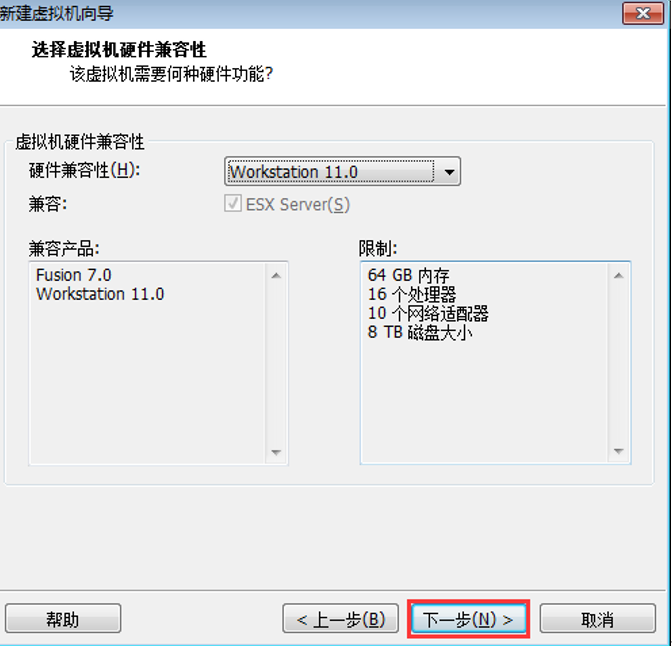 新建虚拟机向导
选择虚拟机硬件兼容性
该虚拟机需要何种硬件功能?
虚拟机硬件兼容性
硬件兼容性(H): Workstation 11.0
兼容: ESX Server(S)
兼容产品:
Fusion 7.0
Workstation 11.0
限制:
64 GB 内存
16 个处理器
10 个网络适配器
8 TB 磁盘大小
帮助 < 上一步(B) 下一步(N) > 取消